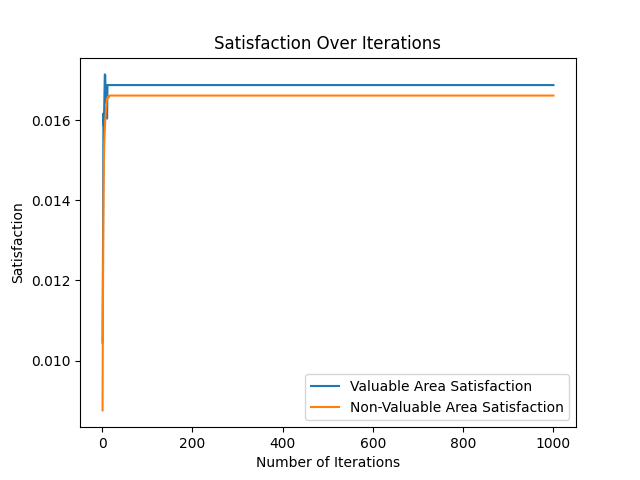 Satisfaction Over Iterations
0.016
0.014
0.012
0.010
Satisfaction
Valuable Area Satisfaction
Non-Valuable Area Satisfaction
0 200 400 600 800 1000
Number of Iterations